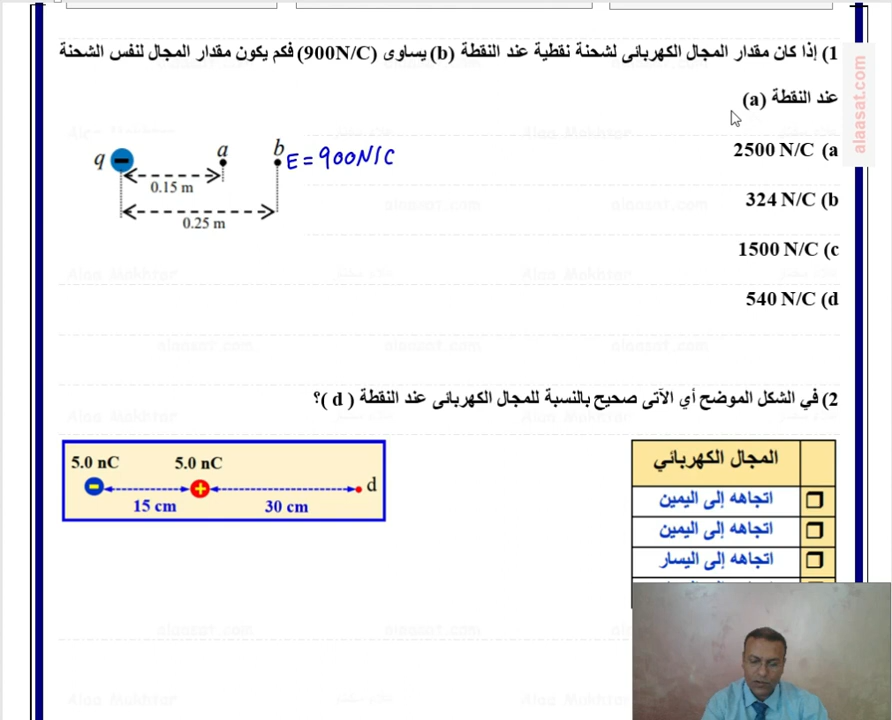 1) إذا كان مقدار المجال الكهربائى لشحنة نقطية عند النقطة (b) يساوى (900N/C) فكم يكون مقدار المجال لنفس الشحنة
عند النقطة (a)
alaasat.com
q a b E = 900N/C
0.15 m
0.25 m
2500 N/C (a
324 N/C (b
1500 N/C (c
540 N/C (d
2) في الشكل الموضح أي الآتى صحيح بالنسبة للمجال الكهربائى عند النقطة ( d )؟
5.0 nC 5.0 nC
d
15 cm 30 cm
المجال الكهربائي
اتجاهه إلى اليمين
اتجاهه إلى اليمين
اتجاهه إلى اليسار